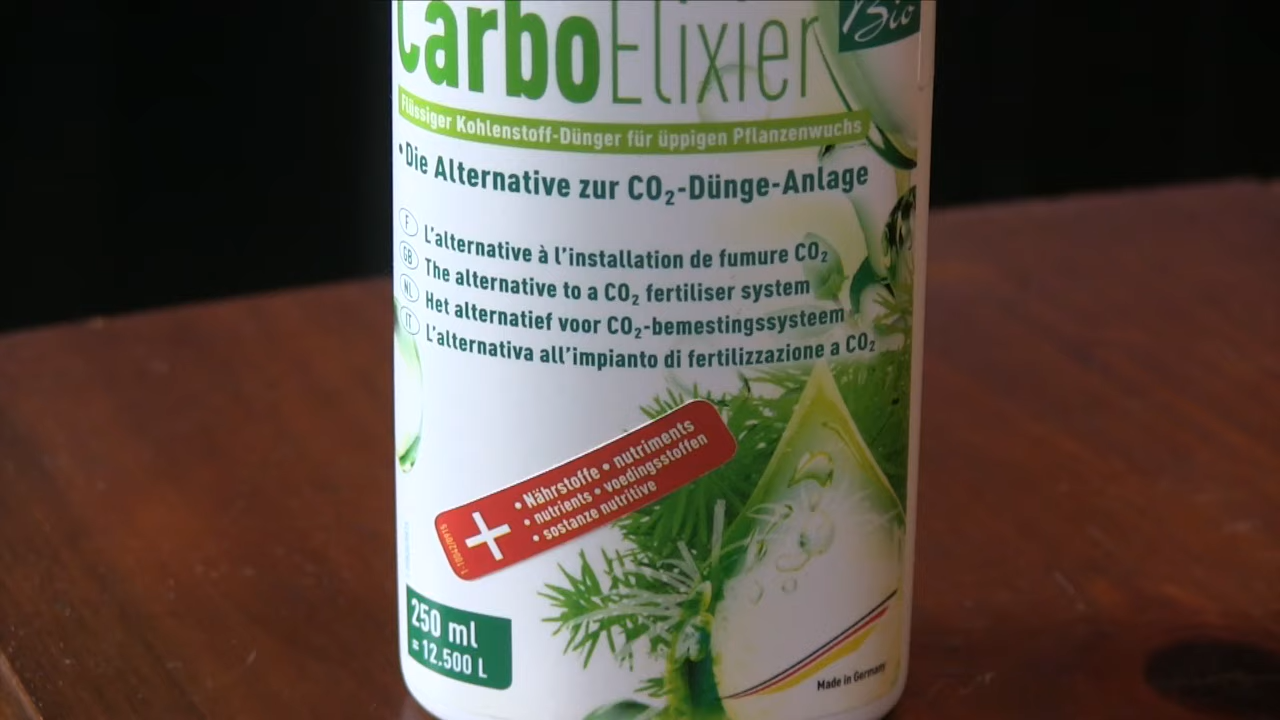 CarboElixier
Bio
Flüssiger Kohlenstoff-Dünger für üppigen Pflanzenwuchs
•Die Alternative zur CO₂-Dünge-Anlage
F L'alternative à l'installation de fumure CO₂
GB The alternative to a CO₂ fertiliser system
NL Het alternatief voor CO₂-bemestingssysteem
IT L'alternativa all'impianto di fertilizzazione a CO₂
• Nährstoffe • nutriments
• nutrients • voedingsstoffen
• sostanze nutritive
250 ml
= 12.500 L
Made in Germany